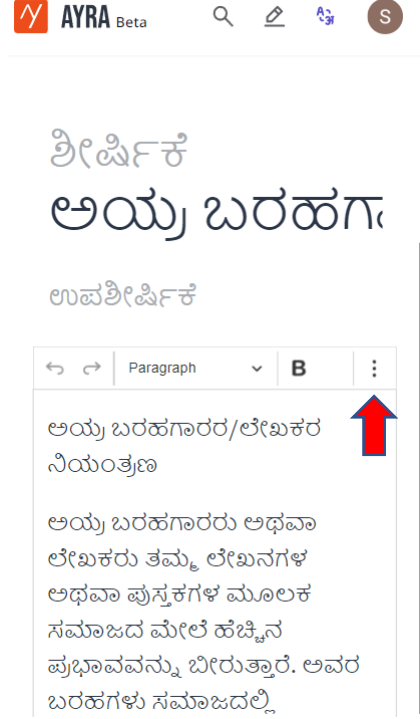 AYRA Beta
S
ಶೀರ್ಷಿಕೆ
ಅಯ್ರ ಬರಹಗಾ
ಉಪಶೀರ್ಷಿಕೆ
Paragraph B
ಅಯ್ರ ಬರಹಗಾರರ/ಲೇಖಕರ
ನಿಯಂತ್ರಣ
ಅಯ್ರ ಬರಹಗಾರರು ಅಥವಾ
ಲೇಖಕರು ತಮ್ಮ ಲೇಖನಗಳ
ಅಥವಾ ಪುಸ್ತಕಗಳ ಮೂಲಕ
ಸಮಾಜದ ಮೇಲೆ ಹೆಚ್ಚಿನ
ಪ್ರಭಾವವನ್ನು ಬೀರುತ್ತಾರೆ. ಅವರ
ಬರಹಗಳು ಸಮಾಜದಲ್ಲಿ